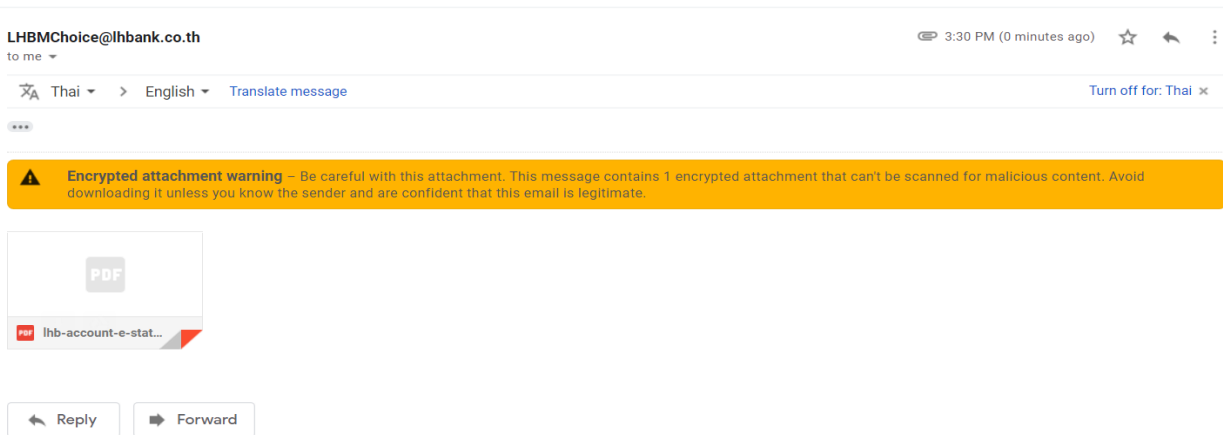 LHBMChoice@lhbank.co.th
3:30 PM (0 minutes ago)
to me
Thai > English Translate message
Turn off for: Thai ×
Encrypted attachment warning – Be careful with this attachment. This message contains 1 encrypted attachment that can't be scanned for malicious content. Avoid
downloading it unless you know the sender and are confident that this email is legitimate.
PDF
PDF lhb-account-e-stat...
Reply Forward